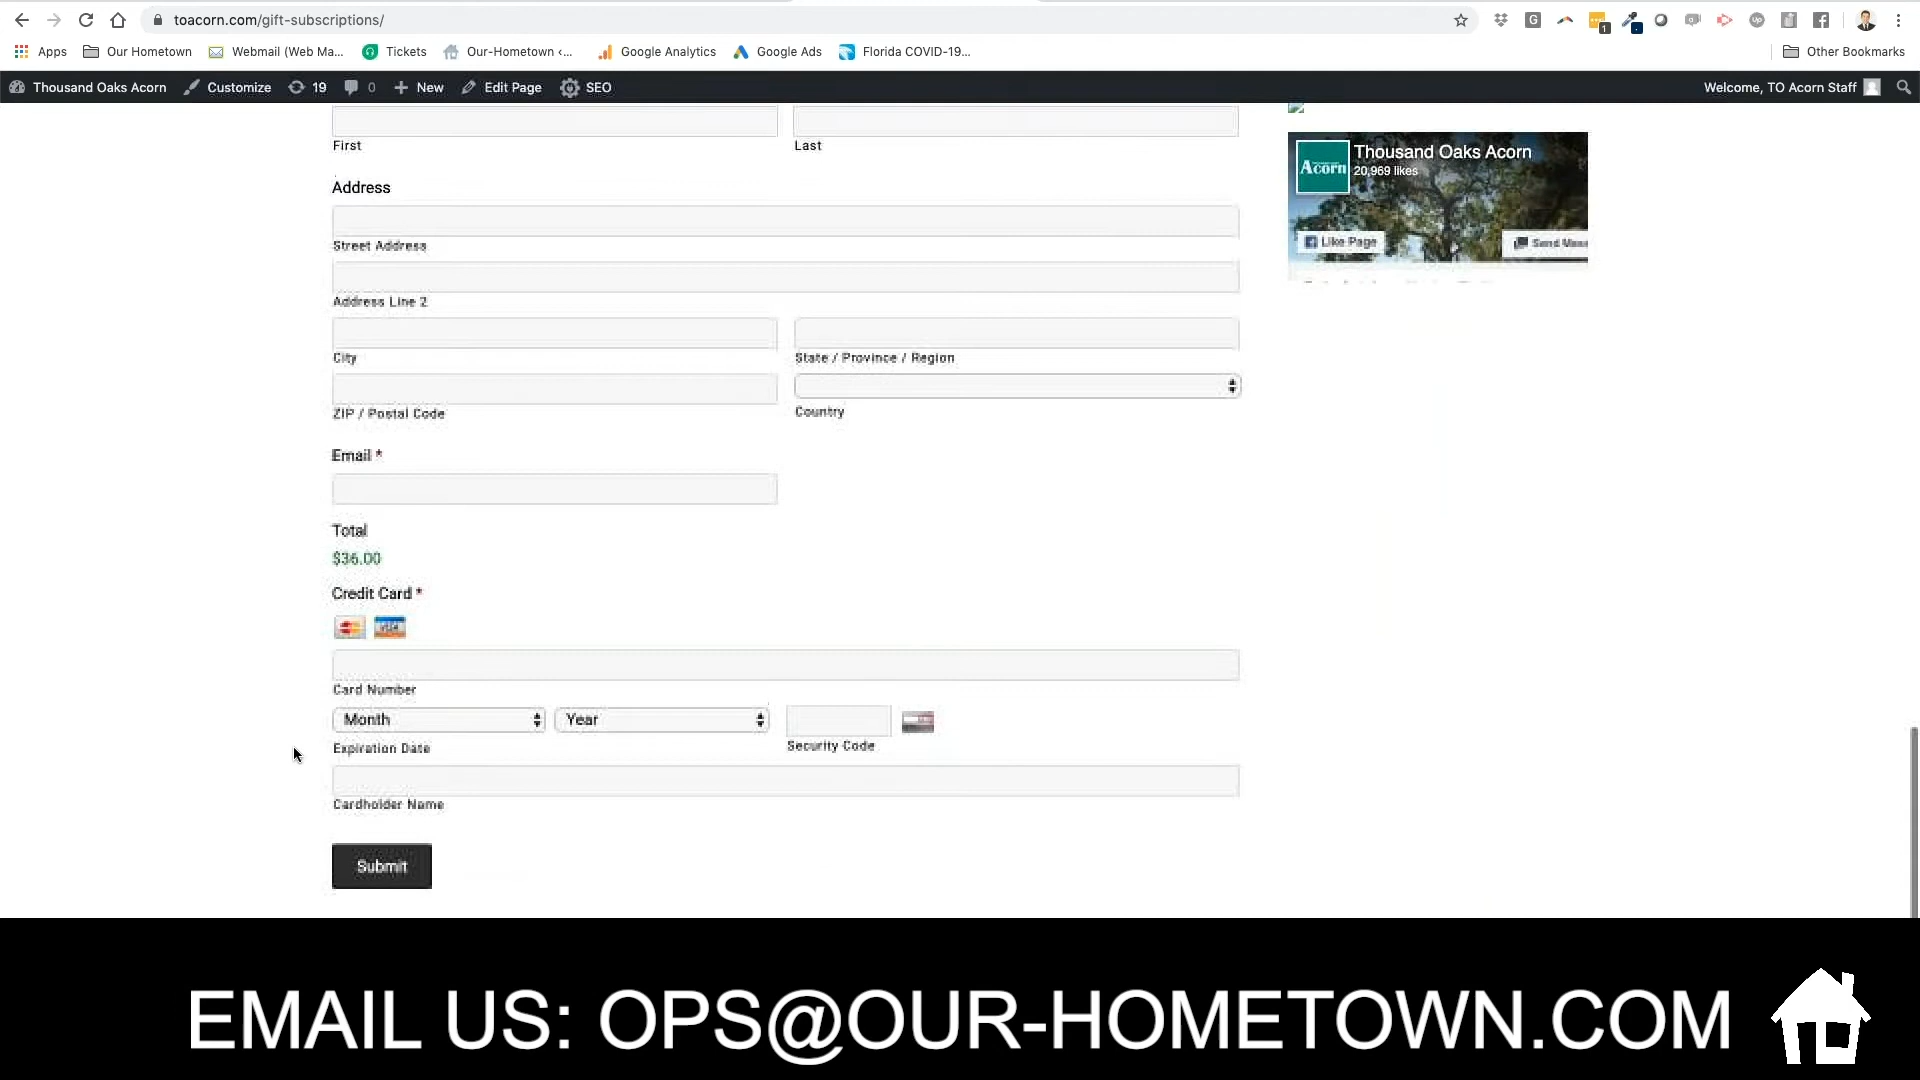 toacorn.com/gift-subscriptions/
Apps Our Hometown Webmail (Web Ma... Tickets Our-Hometown <... Google Analytics Google Ads Florida COVID-19... Other Bookmarks
Thousand Oaks Acorn Customize 19 0 New Edit Page SEO Welcome, TO Acorn Staff
First Last
Address
Street Address
Address Line 2
City State / Province / Region
ZIP / Postal Code Country
Email *
Total
$36.00
Credit Card *
VISA
Card Number
Month Year
Expiration Date Security Code
Cardholder Name
Submit
Acorn
Thousand Oaks Acorn
20,969 likes
Like Page Send
EMAIL US: OPS@OUR-HOMETOWN.COM